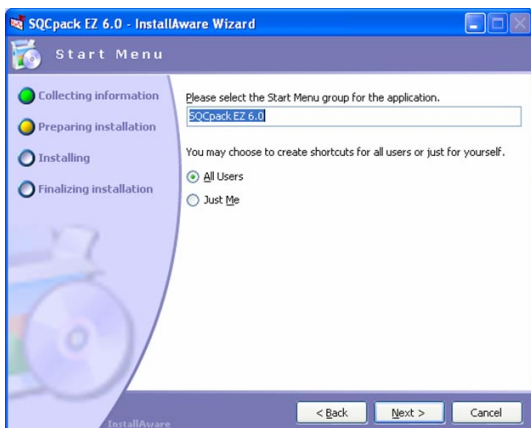 SQCpack EZ 6.0 - InstallAware Wizard
Start Menu
Collecting information
Preparing installation
Installing
Finalizing installation
Please select the Start Menu group for the application.
SQCpack EZ 6.0
You may choose to create shortcuts for all users or just for yourself.
All Users
Just Me
InstallAware
< Back
Next >
Cancel